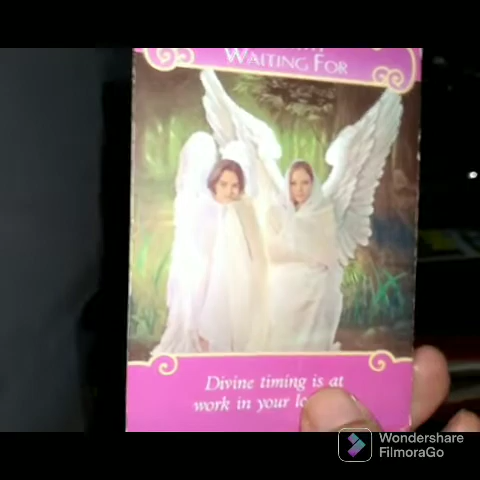 WAITING FOR
Divine timing is at
work in your
Wondershare
FilmoraGo